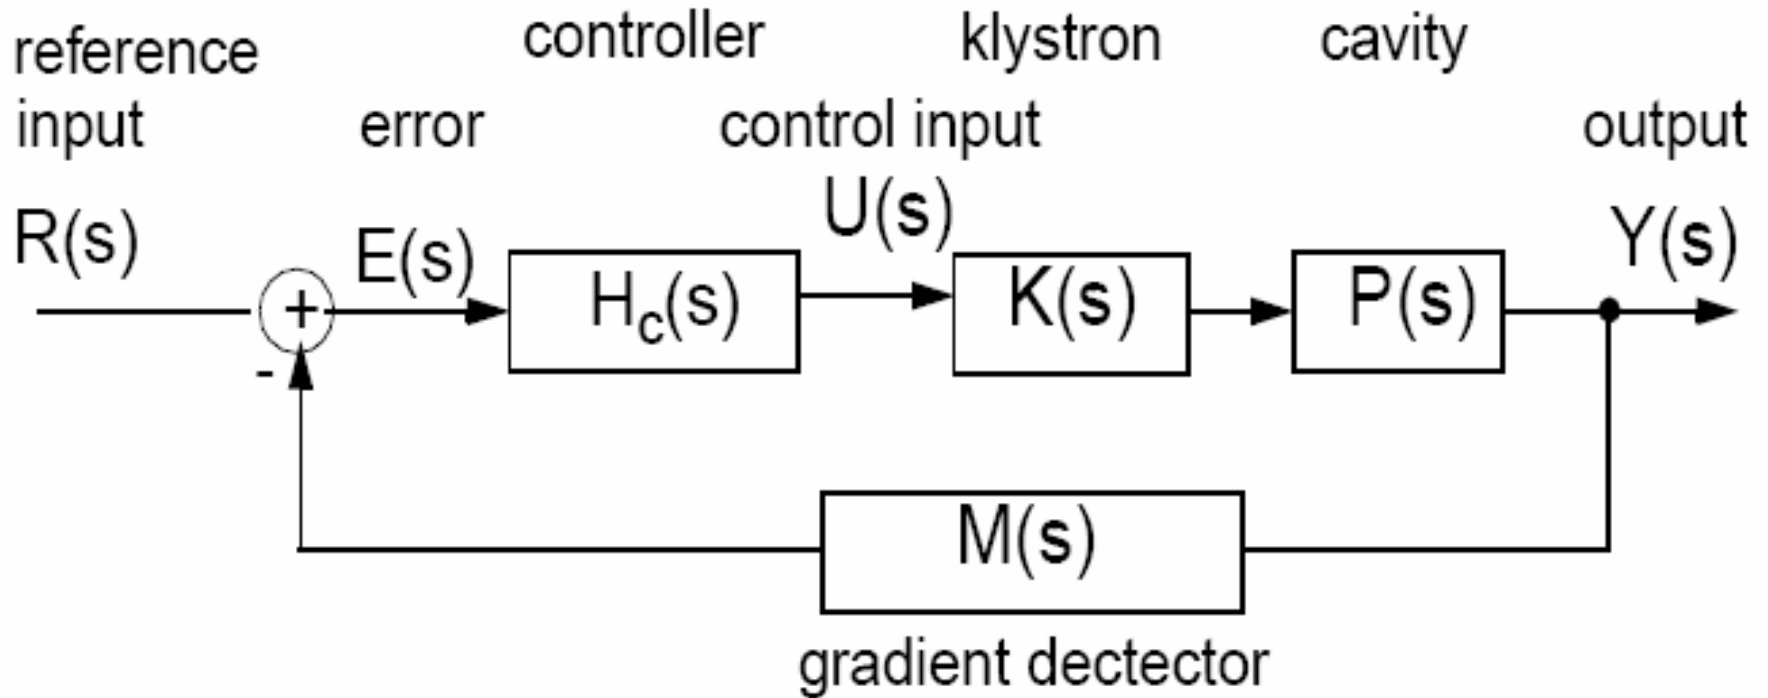 reference
input
controller
klystron
cavity
error
control input
output
R(s)
E(s)
U(s)
Y(s)
+
-
Hc(s)
K(s)
P(s)
M(s)
gradient dectector